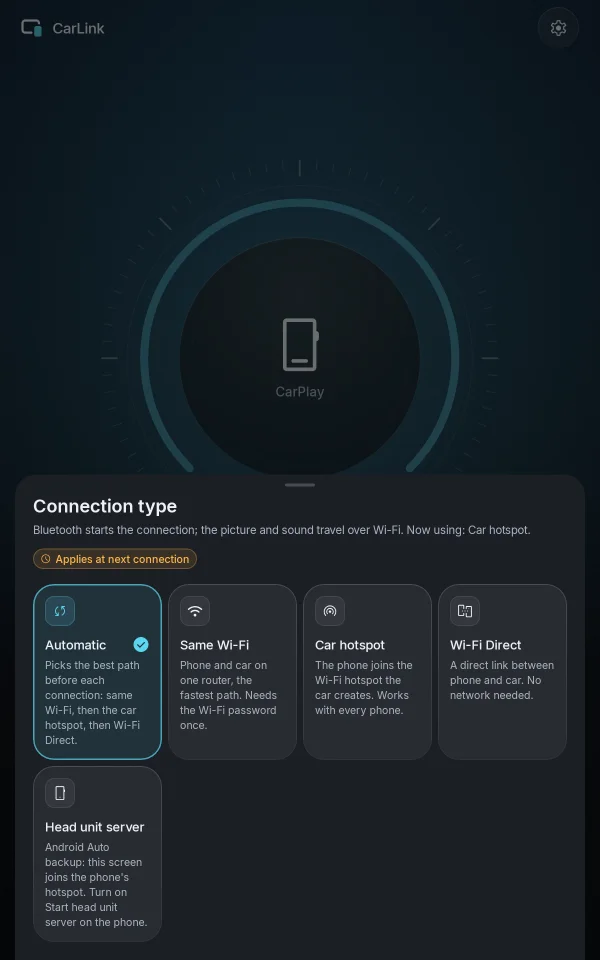 CarLink
CarPlay
Connection type
Bluetooth starts the connection; the picture and sound travel over Wi-Fi. Now using: Car hotspot.
Applies at next connection
Automatic
Picks the best path
before each
connection: same
Wi-Fi, then the car
hotspot, then Wi-Fi
Direct.
Same Wi-Fi
Phone and car on
one router, the
fastest path. Needs
the Wi-Fi password
once.
Car hotspot
The phone joins the
Wi-Fi hotspot the
car creates. Works
with every phone.
Wi-Fi Direct
A direct link between
phone and car. No
network needed.
Head unit server
Android Auto
backup: this screen
joins the phone's
hotspot. Turn on
Start head unit
server on the phone.